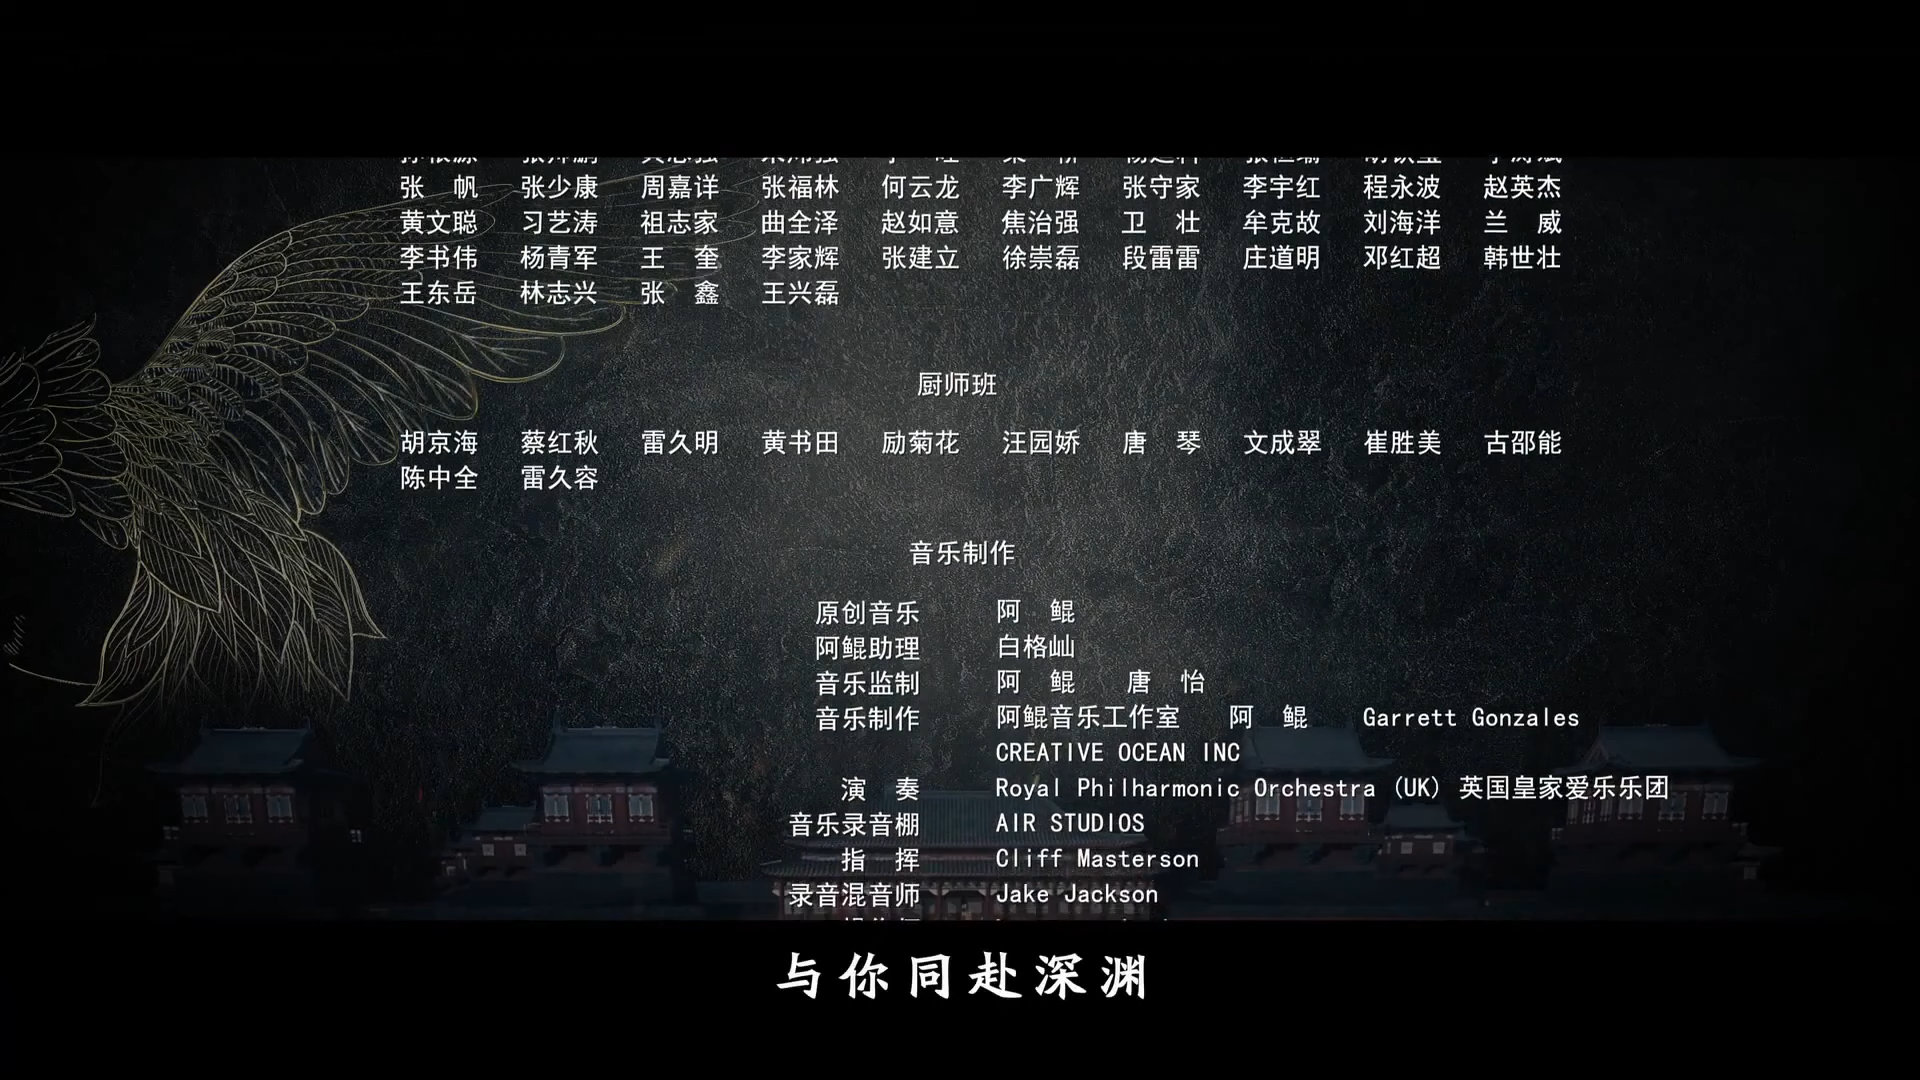 张　帆 张少康 周嘉详 张福林 何云龙 李广辉 张守家 李宇红 程永波 赵英杰
黄文聪 习艺涛 祖志家 曲全泽 赵如意 焦治强 卫　壮 牟克故 刘海洋 兰　威
李书伟 杨青军 王　奎 李家辉 张建立 徐崇磊 段雷雷 庄道明 邓红超 韩世壮
王东岳 林志兴 张　鑫 王兴磊
厨师班
胡京海 蔡红秋 雷久明 黄书田 励菊花 汪园娇 唐　琴 文成翠 崔胜美 古邵能
陈中全 雷久容
音乐制作
原创音乐 阿　鲲
阿鲲助理 白格屾
音乐监制 阿　鲲 唐　怡
音乐制作 阿鲲音乐工作室 阿　鲲 Garrett Gonzales
CREATIVE OCEAN INC
演　奏 Royal Philharmonic Orchestra (UK) 英国皇家爱乐乐团
音乐录音棚 AIR STUDIOS
指　挥 Cliff Masterson
录音混音师 Jake Jackson
与你同赴深渊